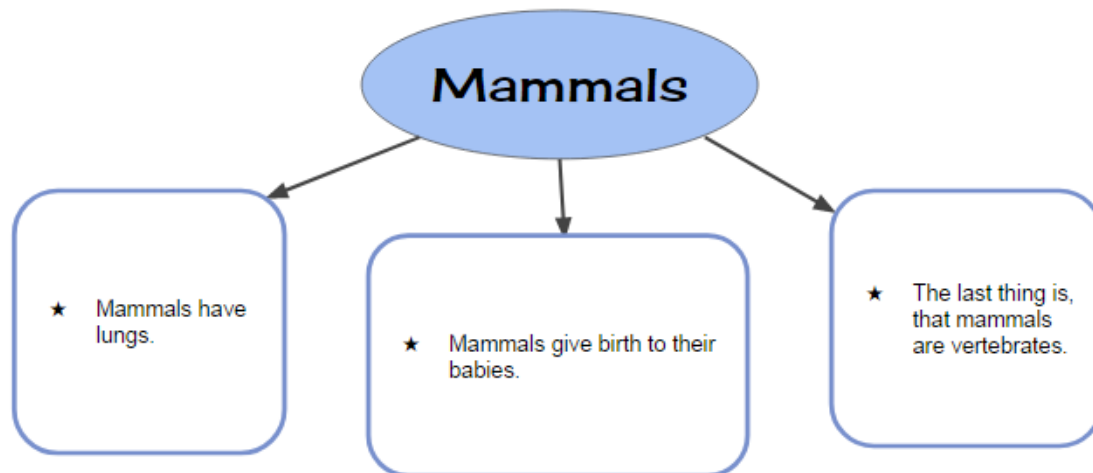 Mammals
★ Mammals have
lungs.
★ Mammals give birth to their
babies.
★ The last thing is,
that mammals
are vertebrates.